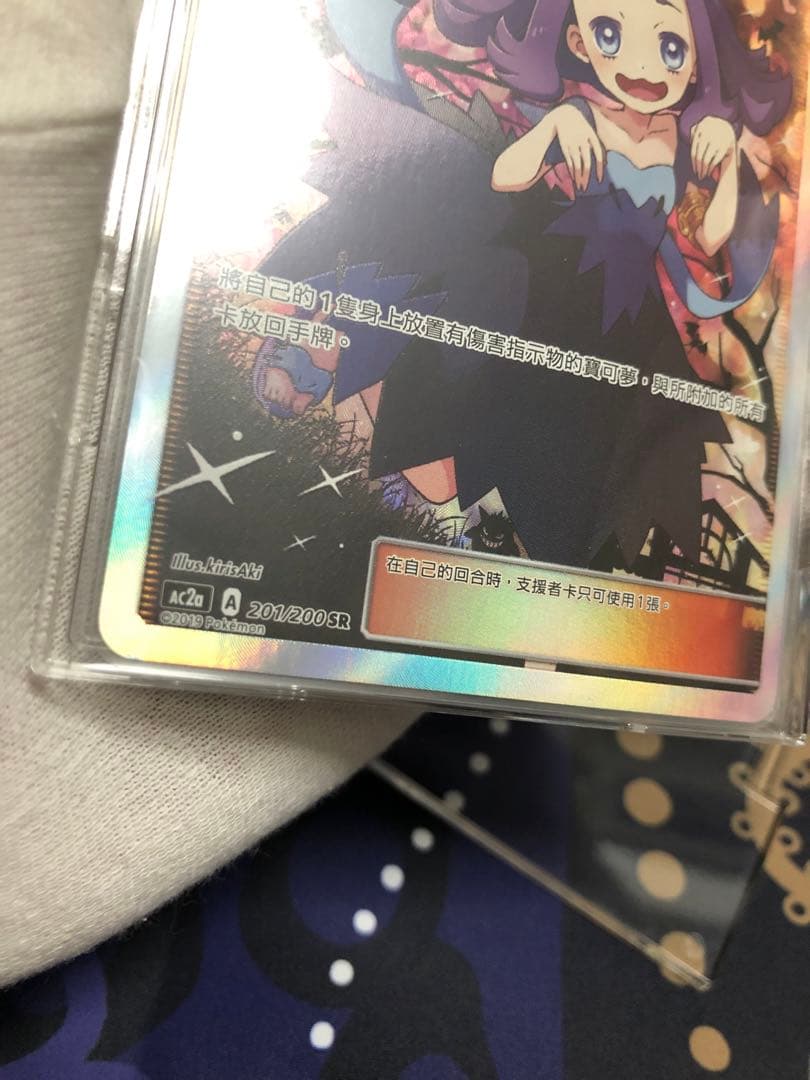 將自己的1隻身上放置有傷害指示物的寶可夢,與所附加的所有
卡放回手牌。
Illus.kirisAki
在自己的回合時,支援者卡只可使用1張。
AC2a A 201/200 SR
©2019 Pokémon